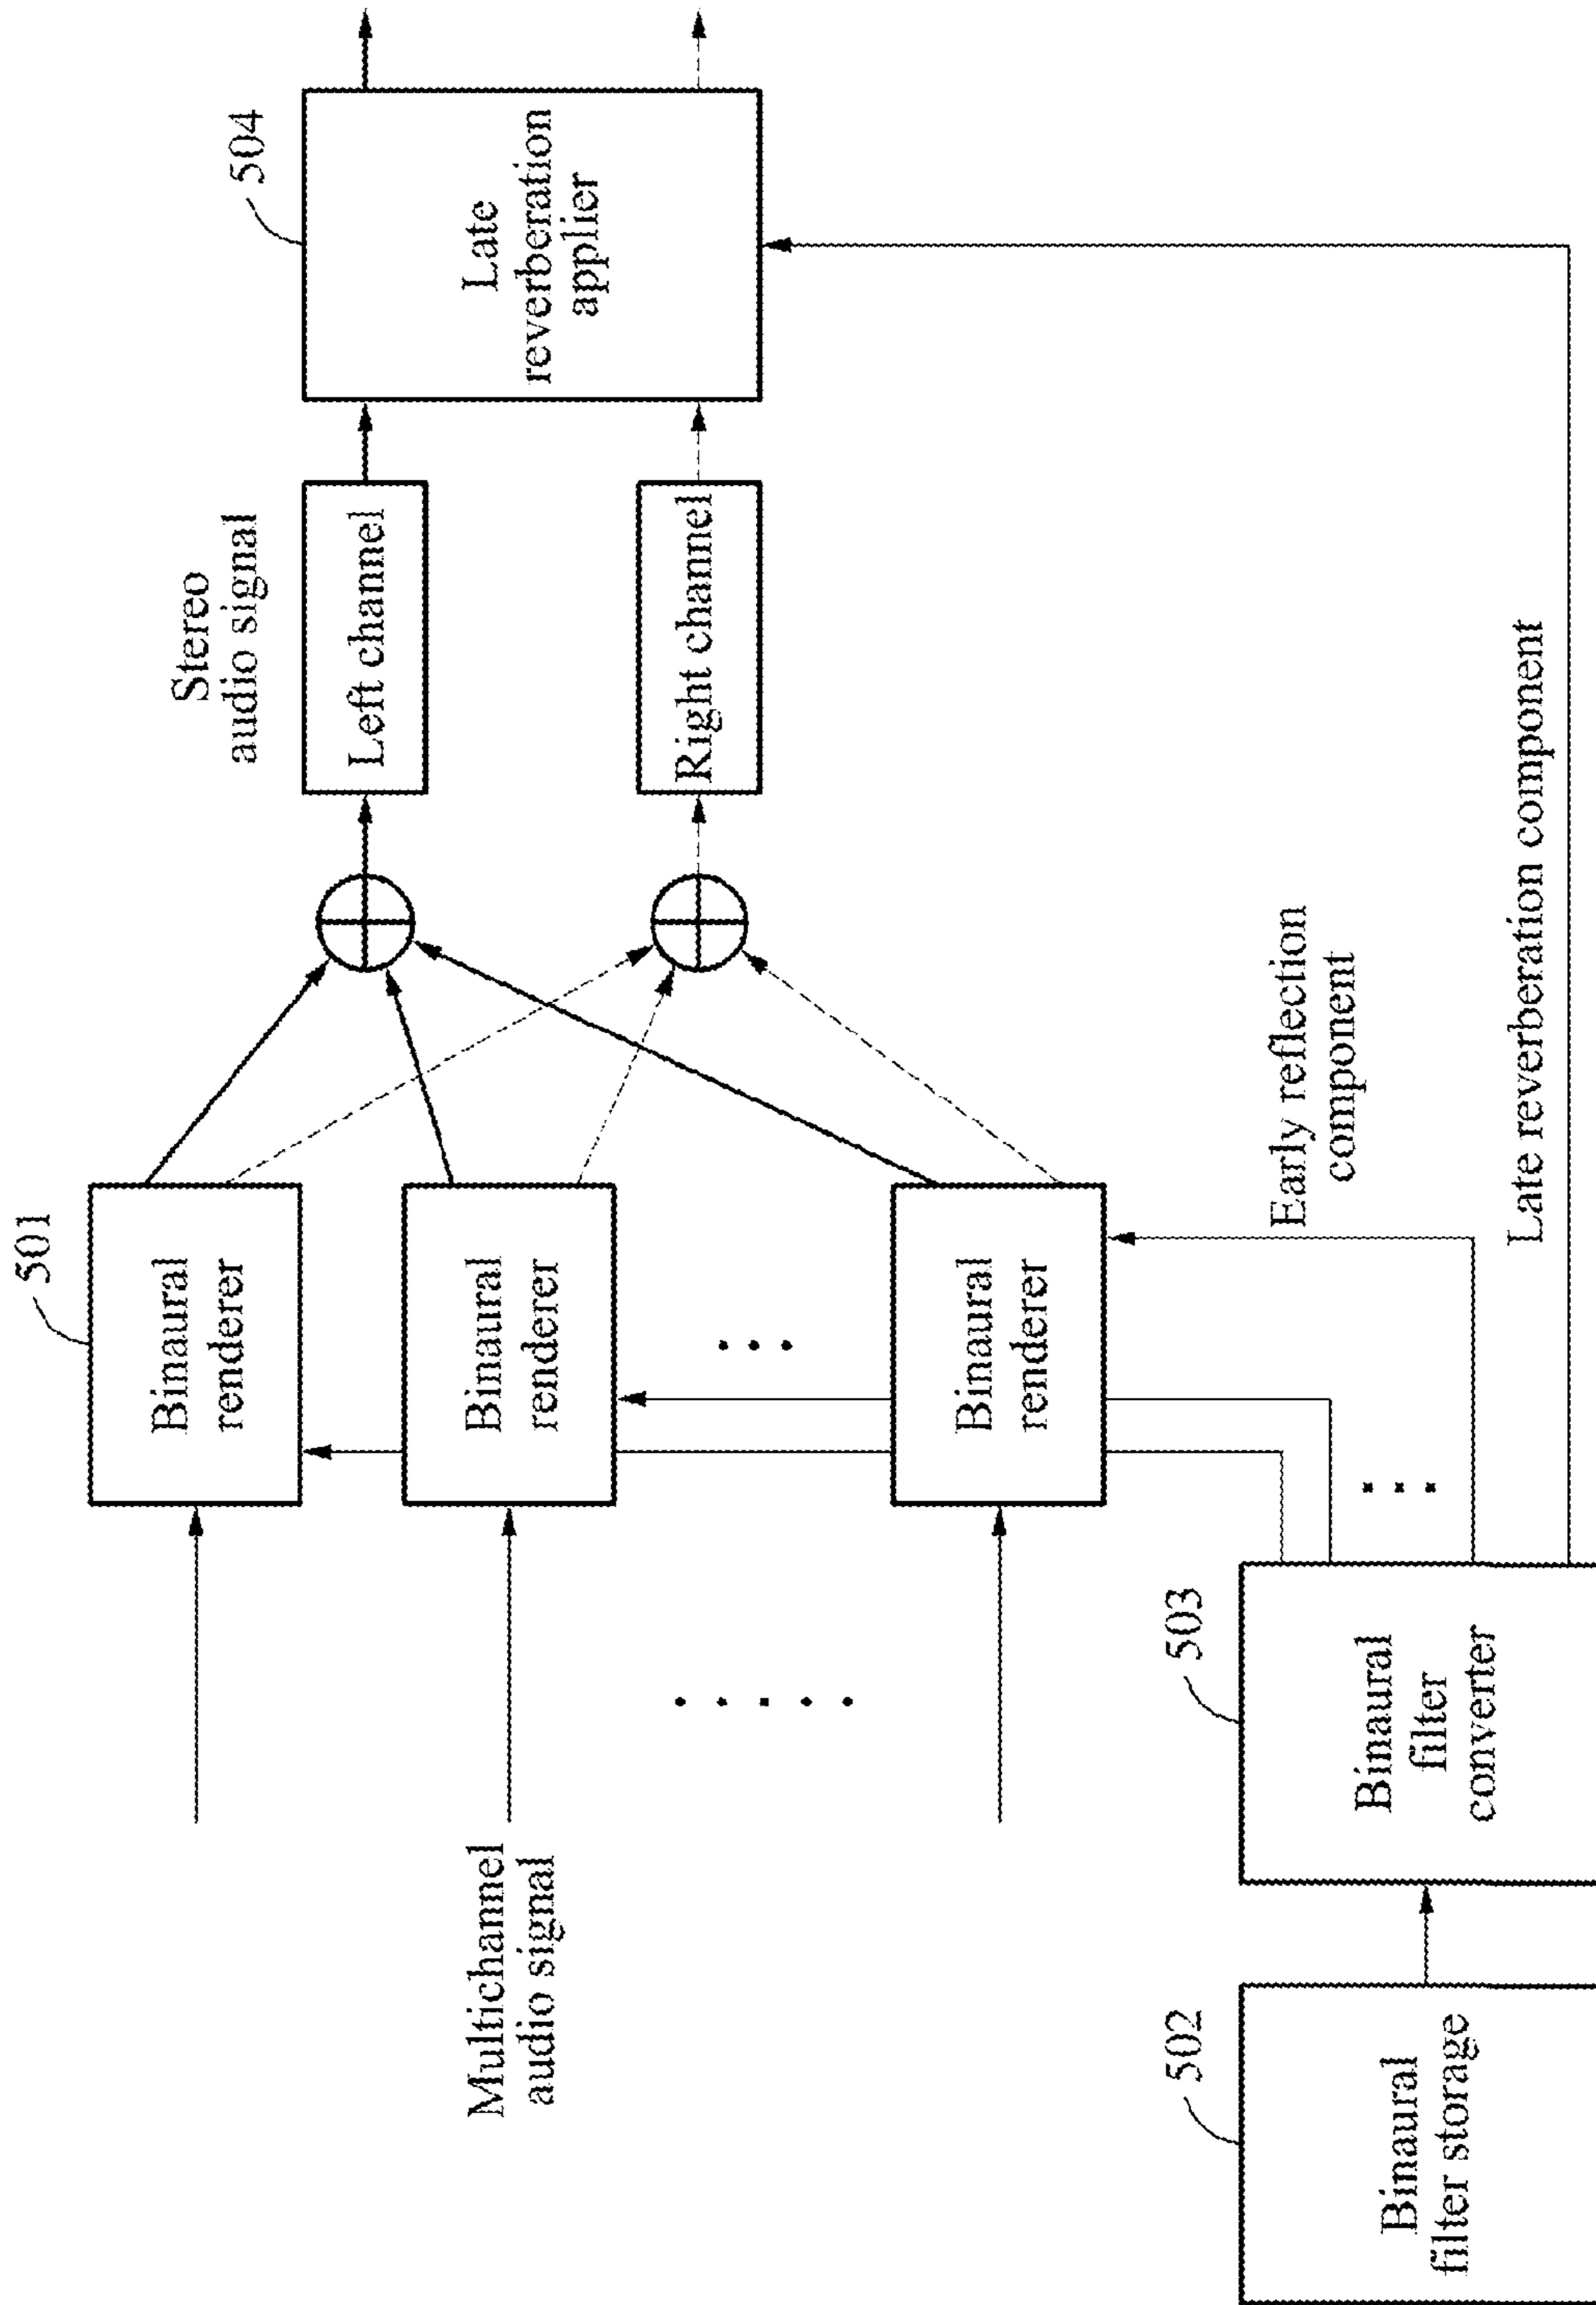 501
Binaural
renderer
Multichannel
audio signal
Binaural
renderer
Binaural
renderer
Stereo
audio signal
Left channel
Right channel
504
Late
reverberation
applier
502
Binaural
filter storage
503
Binaural
filter
converter
Early reflection
component
Late reverberation component